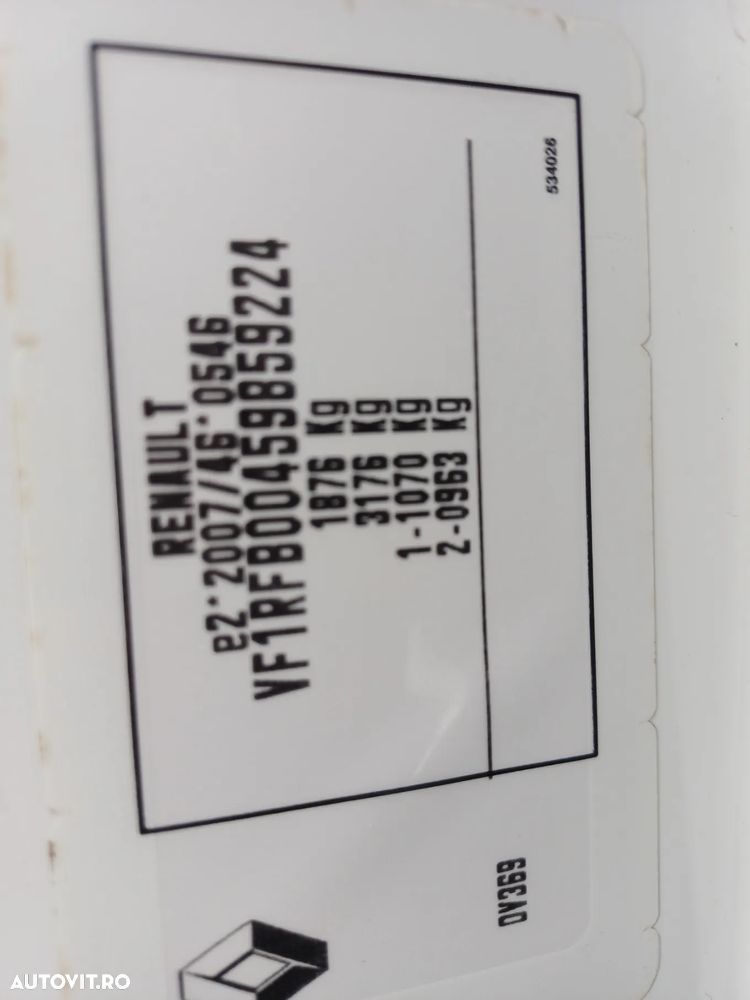 RENAULT
e2*2007/46*0546
VF1RFB00459859224
1876 Kg
3176 Kg
1-1070 Kg
2-0963 Kg
534026
DV369
AUTOVIT.RO